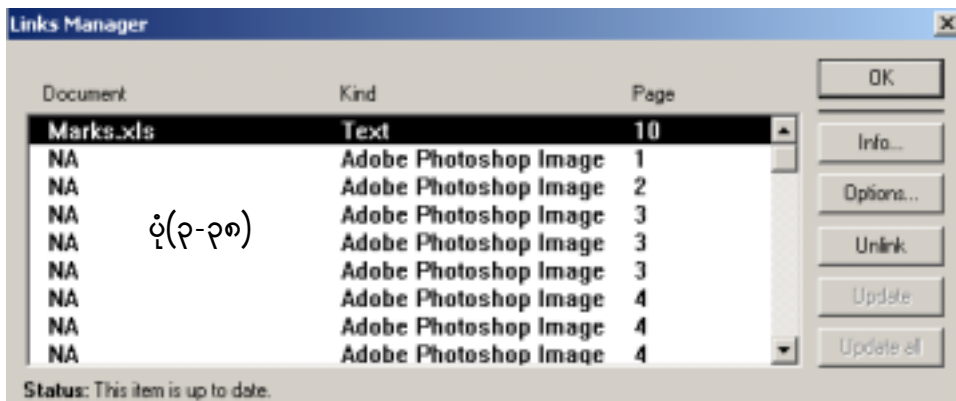 Links Manager
Document Kind Page
OK
Marks.xls Text 10
Info...
NA Adobe Photoshop Image 1
NA Adobe Photoshop Image 2
Options...
NA Adobe Photoshop Image 3
ပုံ(၃-၃၈)
NA Adobe Photoshop Image 3
Unlink
NA Adobe Photoshop Image 3
NA Adobe Photoshop Image 4
Update
NA Adobe Photoshop Image 4
NA Adobe Photoshop Image 4
Update all
Status: This item is up to date.